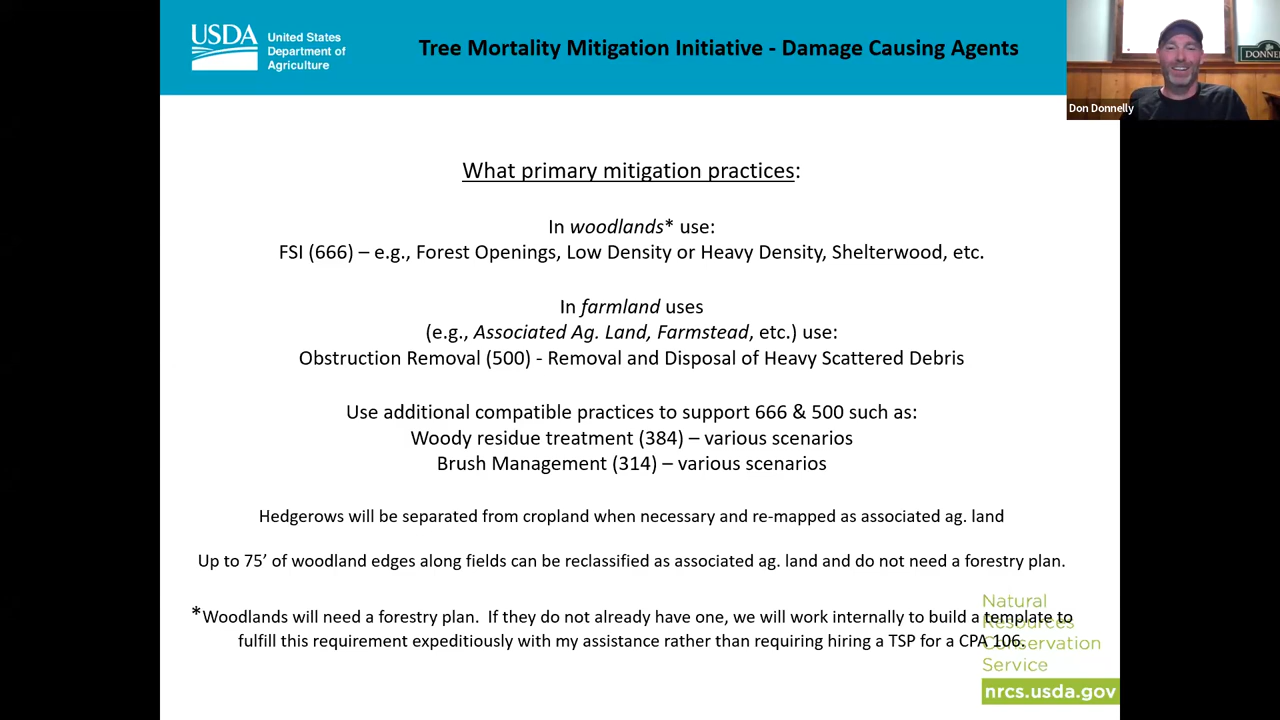 USDA
United States
Department of
Agriculture
Tree Mortality Mitigation Initiative - Damage Causing Agents
DONNE
Don Donnelly
What primary mitigation practices:
In woodlands* use:
FSI (666) – e.g., Forest Openings, Low Density or Heavy Density, Shelterwood, etc.
In farmland uses
(e.g., Associated Ag. Land, Farmstead, etc.) use:
Obstruction Removal (500) - Removal and Disposal of Heavy Scattered Debris
Use additional compatible practices to support 666 & 500 such as:
Woody residue treatment (384) – various scenarios
Brush Management (314) – various scenarios
Hedgerows will be separated from cropland when necessary and re-mapped as associated ag. land
Up to 75’ of woodland edges along fields can be reclassified as associated ag. land and do not need a forestry plan.
*Woodlands will need a forestry plan.  If they do not already have one, we will work internally to build a template to
fulfill this requirement expeditiously with my assistance rather than requiring hiring a TSP for a CPA 106.
Natural
Resources
Conservation
Service
nrcs.usda.gov